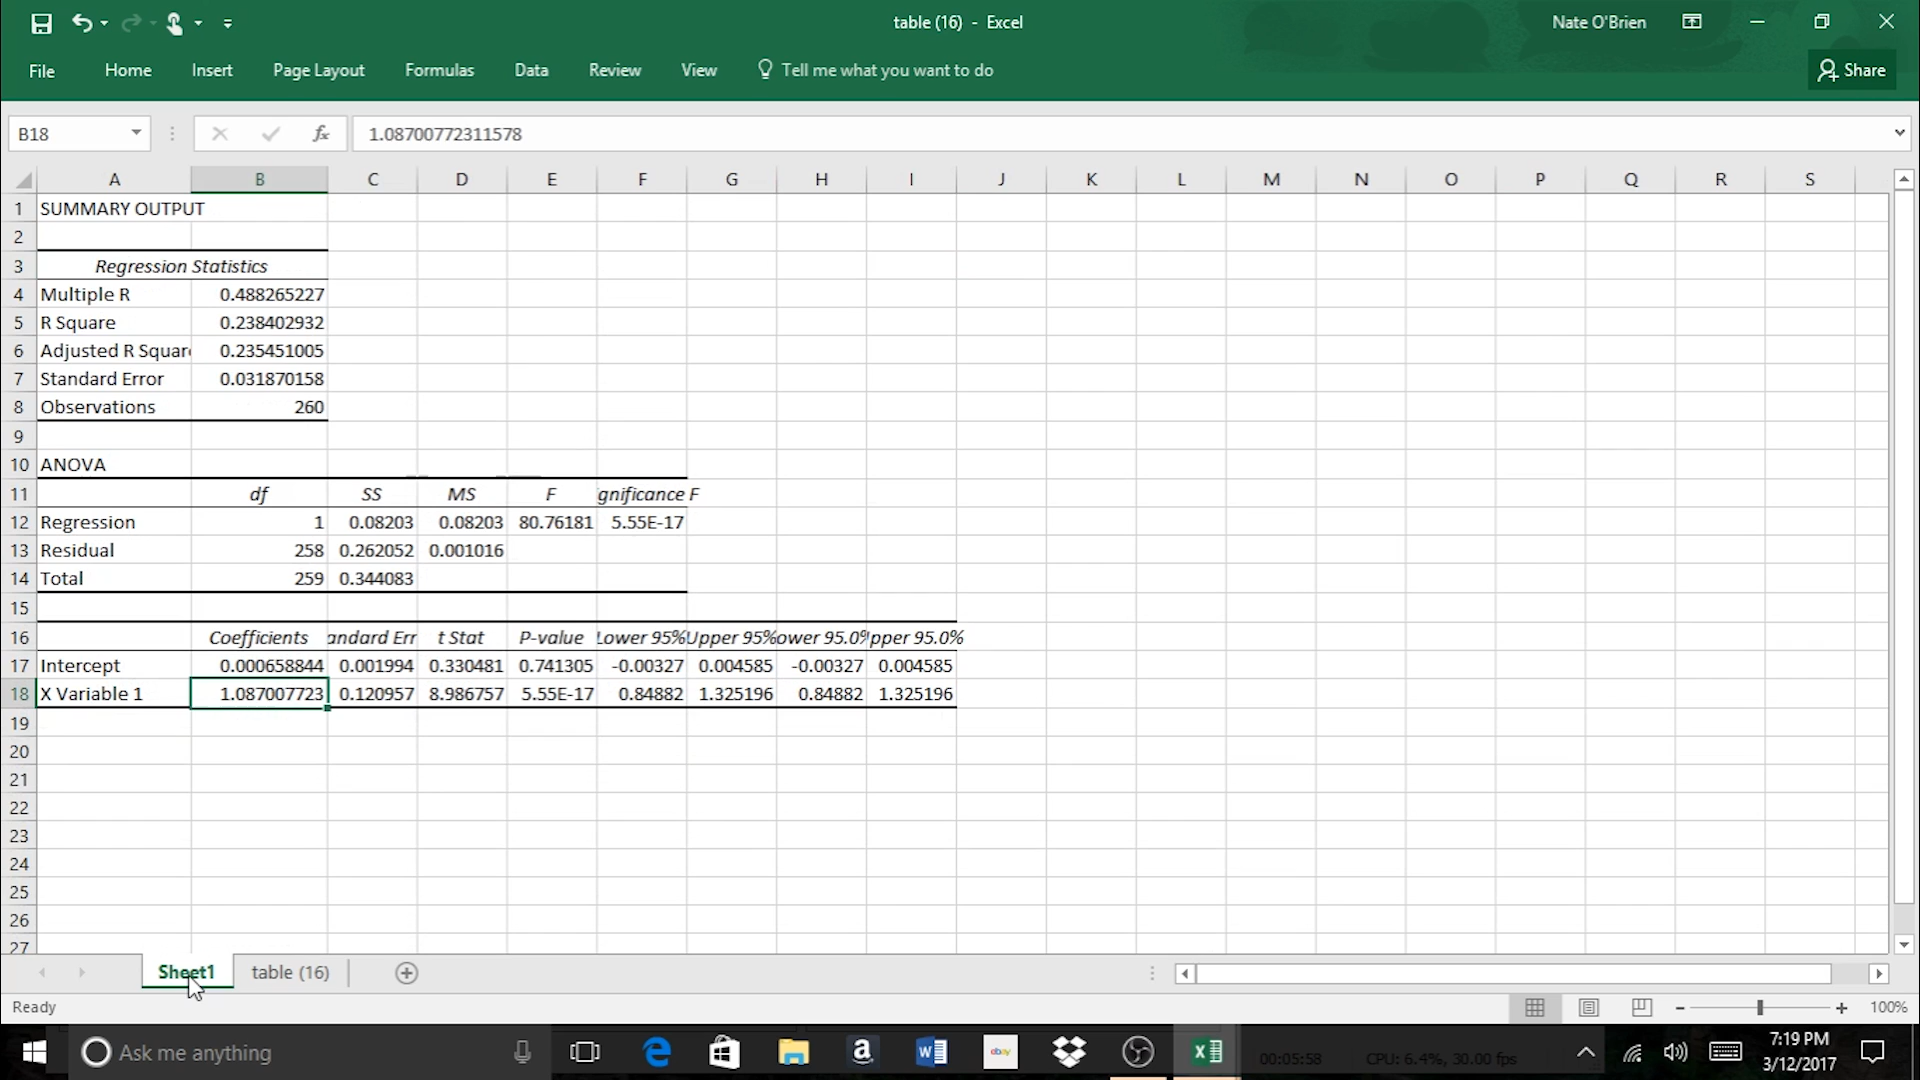 table (16) - Excel
Nate O'Brien
File Home Insert Page Layout Formulas Data Review View Tell me what you want to do Share
B18 fx 1.08700772311578
A B C D E F G H I J K L M N O P Q R S
1 SUMMARY OUTPUT
2
3 Regression Statistics
4 Multiple R 0.488265227
5 R Square 0.238402932
6 Adjusted R Squar 0.235451005
7 Standard Error 0.031870158
8 Observations 260
9
10 ANOVA
11 df SS MS F gnificance F
12 Regression 1 0.08203 0.08203 80.76181 5.55E-17
13 Residual 258 0.262052 0.001016
14 Total 259 0.344083
15
16 Coefficients andard Err t Stat P-value Lower 95% Upper 95% ower 95.0% pper 95.0%
17 Intercept 0.000658844 0.001994 0.330481 0.741305 -0.00327 0.004585 -0.00327 0.004585
18 X Variable 1 1.087007723 0.120957 8.986757 5.55E-17 0.84882 1.325196 0.84882 1.325196
19
20
21
22
23
24
25
26
27
Sheet1 table (16)
Ready 100%
Ask me anything a W ebay X 00:05:58 CPU: 6.4%, 30.00 fps 7:19 PM
3/12/2017